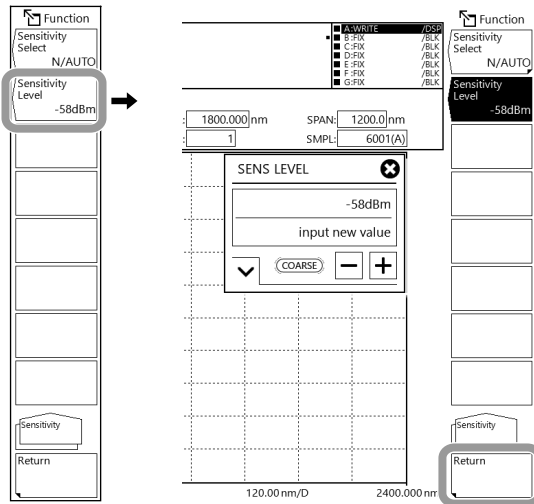 Function
Sensitivity
Select
N/AUTO
Sensitivity
Level
-58dBm
Sensitivity
Return
A:WRITE /DSP
B:FIX /BLK
C:FIX /BLK
D:FIX /BLK
E:FIX /BLK
F:FIX /BLK
G:FIX /BLK
: 1800.000 nm SPAN: 1200.0 nm
: 1 SMPL: 6001(A)
SENS LEVEL
-58dBm
input new value
COARSE
120.00 nm/D 2400.000 nm
Function
Sensitivity
Select
N/AUTO
Sensitivity
Level
-58dBm
Sensitivity
Return